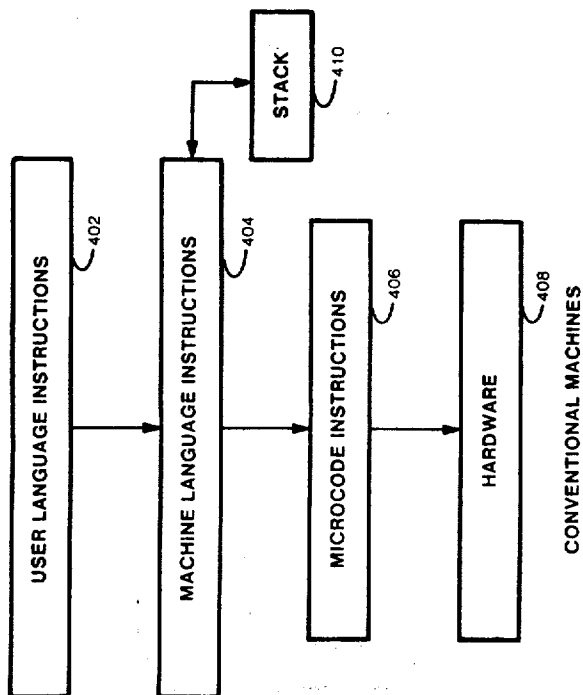 USER LANGUAGE INSTRUCTIONS
402
MACHINE LANGUAGE INSTRUCTIONS
404
STACK
410
MICROCODE INSTRUCTIONS
406
HARDWARE
408
CONVENTIONAL MACHINES